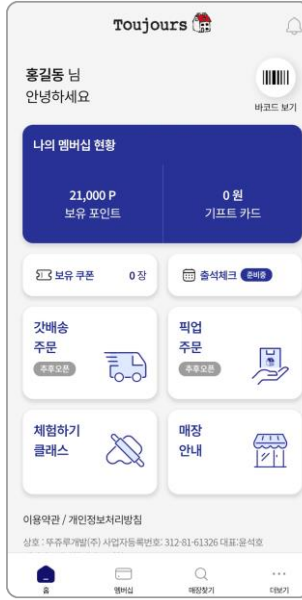 Toujours
홍길동 님
안녕하세요
바코드 보기
나의 멤버십 현황
21,000 P
보유 포인트
0 원
기프트 카드
보유 쿠폰 0 장
출석체크 준비중
갓배송
주문
추후오픈
픽업
주문
추후오픈
체험하기
클래스
매장
안내
이용약관 / 개인정보처리방침
상호 : 뚜쥬루개발(주) 사업자등록번호: 312-81-61326 대표:윤석호
홈
멤버십
매장찾기
더보기